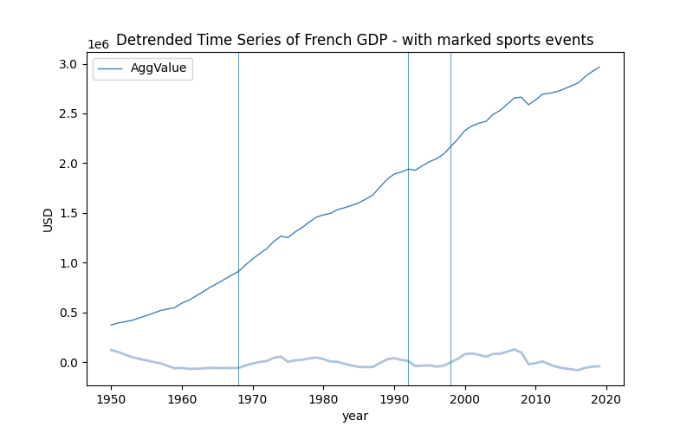 Detrended Time Series of French GDP - with marked sports events
1e6
AggValue
3.0
2.5
2.0
1.5
1.0
0.5
0.0
USD
1950 1960 1970 1980 1990 2000 2010 2020
year